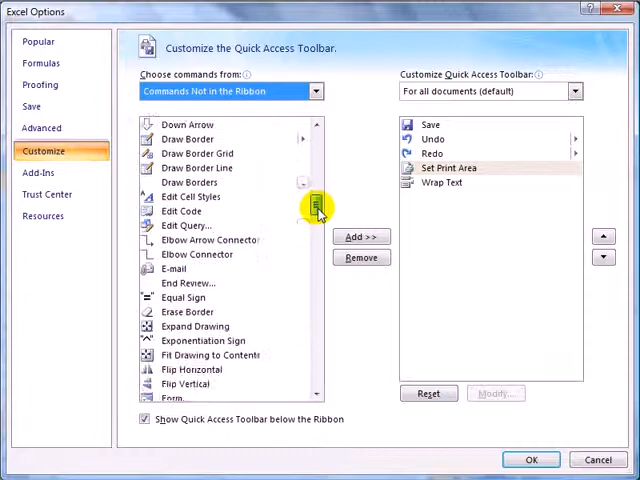 Excel Options
Popular
Formulas
Proofing
Save
Advanced
Customize
Add-Ins
Trust Center
Resources
Customize the Quick Access Toolbar.
Choose commands from:
Commands Not in the Ribbon
Down Arrow
Draw Border
Draw Border Grid
Draw Border Line
Draw Borders
Edit Cell Styles
Edit Code
Edit Query...
Elbow Arrow Connector
Elbow Connector
E-mail
End Review...
Equal Sign
Erase Border
Expand Drawing
Exponentiation Sign
Fit Drawing to Contents
Flip Horizontal
Flip Vertical
Form...
Add >>
Remove
Customize Quick Access Toolbar:
For all documents (default)
Save
Undo
Redo
Set Print Area
Wrap Text
Reset
Modify...
Show Quick Access Toolbar below the Ribbon
OK
Cancel